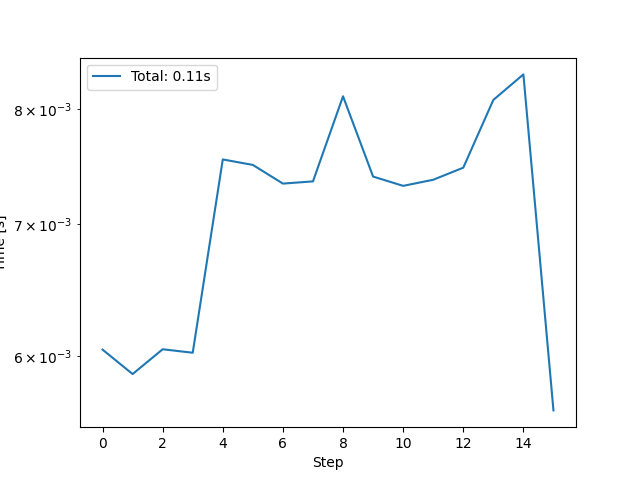 Total: 0.11s
8 × 10⁻³
7 × 10⁻³
6 × 10⁻³
Time [s]
0 2 4 6 8 10 12 14
Step